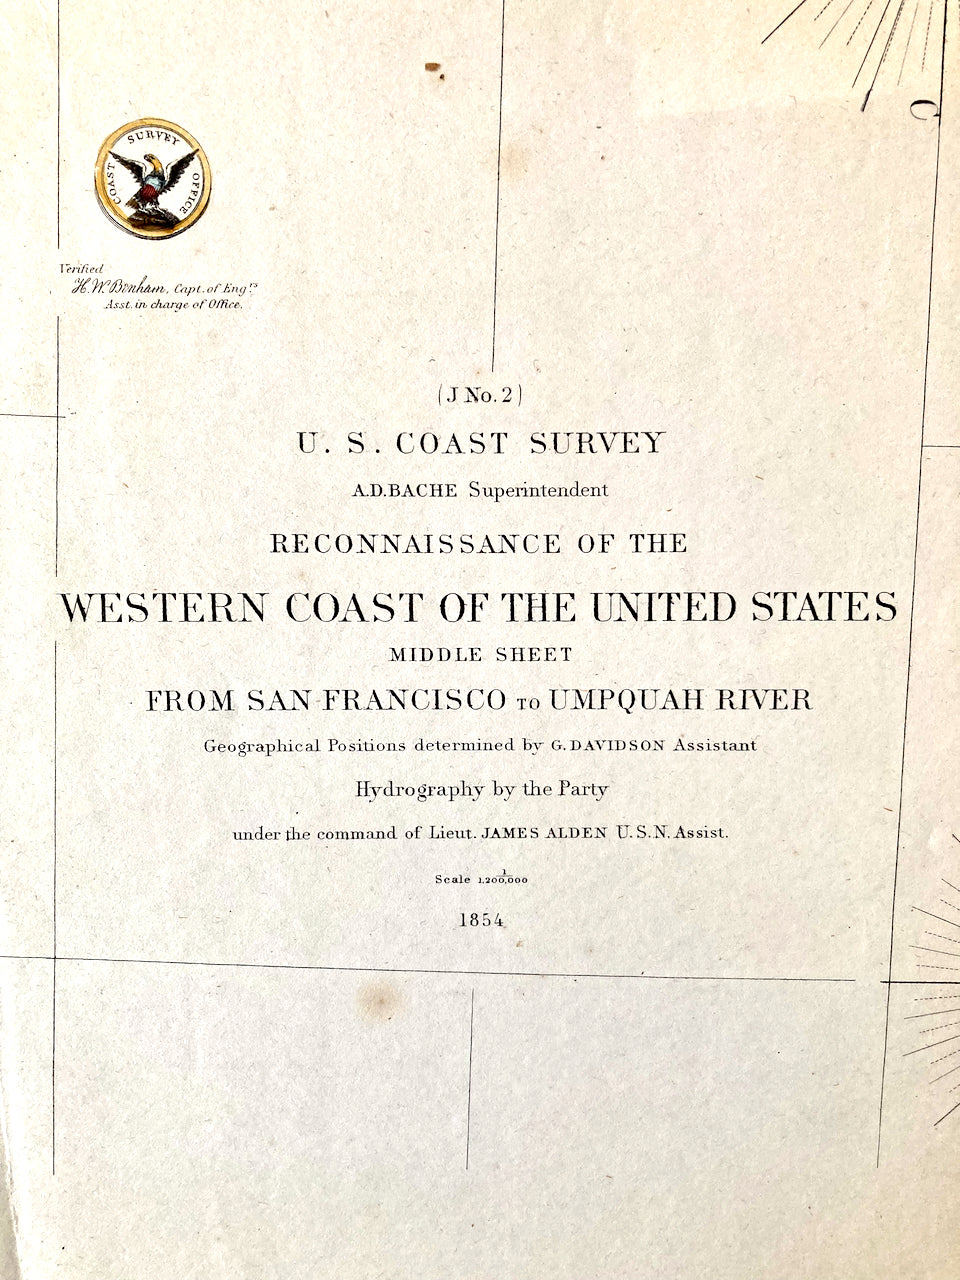 COAST SURVEY OFFICE
Verified
H.W. Benham, Capt. of Eng.rs
Asst. in charge of Office.
(J No. 2)
U. S. COAST SURVEY
A.D. BACHE Superintendent
RECONNAISSANCE OF THE
WESTERN COAST OF THE UNITED STATES
MIDDLE SHEET
FROM SAN FRANCISCO TO UMPQUAH RIVER
Geographical Positions determined by G. DAVIDSON Assistant
Hydrography by the Party
under the command of Lieut. JAMES ALDEN U.S.N. Assist.
Scale 1/1,200,000
1854